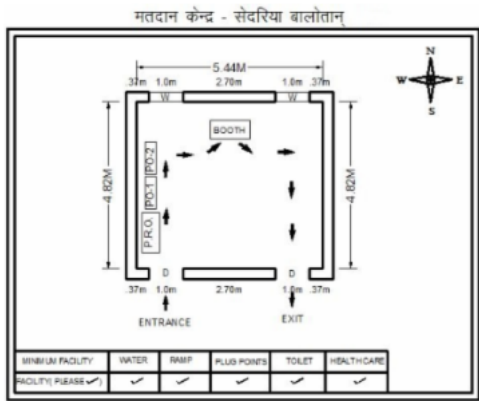 मतदान केन्द्र - सेदरिया बालोतान्
N
5.44M
W E
.37m 1.0m 2.70m 1.0m .37m
S
W W
BOOTH
PO-2
4.82M 4.82M
PO-1
P.R.O.
D D
.37m 1.0m 2.70m 1.0m .37m
ENTRANCE EXIT
MINIMUM FACILITY WATER RAMP PLUG POINTS TOILET HEALTH CARE
FACILITY( PLEASE ✓) ✓ ✓ ✓ ✓ ✓